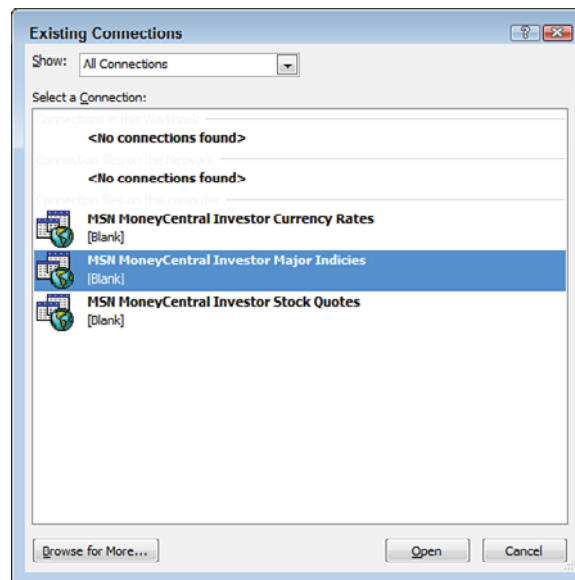 Existing Connections
Show: All Connections
Select a Connection:
Connections in this Workbook
<No connections found>
Connection files on the Network
<No connections found>
Connection files on this computer
MSN MoneyCentral Investor Currency Rates
[Blank]
MSN MoneyCentral Investor Major Indicies
[Blank]
MSN MoneyCentral Investor Stock Quotes
[Blank]
Browse for More... Open Cancel